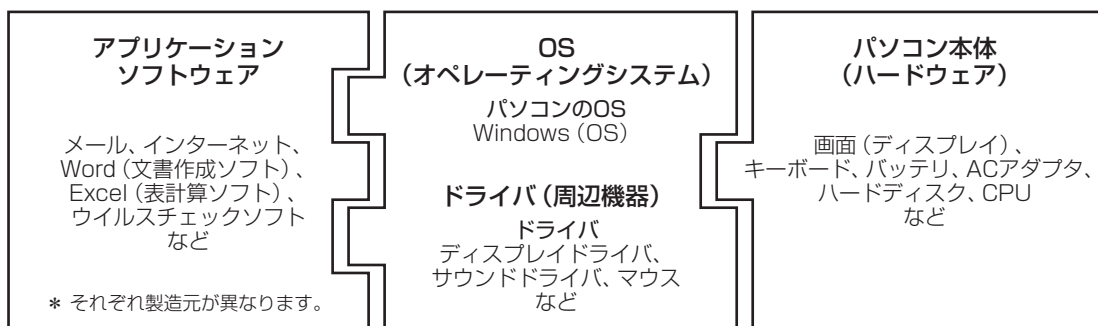 アプリケーション
ソフトウェア
メール、インターネット、
Word（文書作成ソフト）、
Excel（表計算ソフト）、
ウイルスチェックソフト
など
* それぞれ製造元が異なります。
OS
（オペレーティングシステム）
パソコンのOS
Windows（OS）
ドライバ（周辺機器）
ドライバ
ディスプレイドライバ、
サウンドドライバ、マウス
など
パソコン本体
（ハードウェア）
画面（ディスプレイ）、
キーボード、バッテリ、ACアダプタ、
ハードディスク、CPU
など